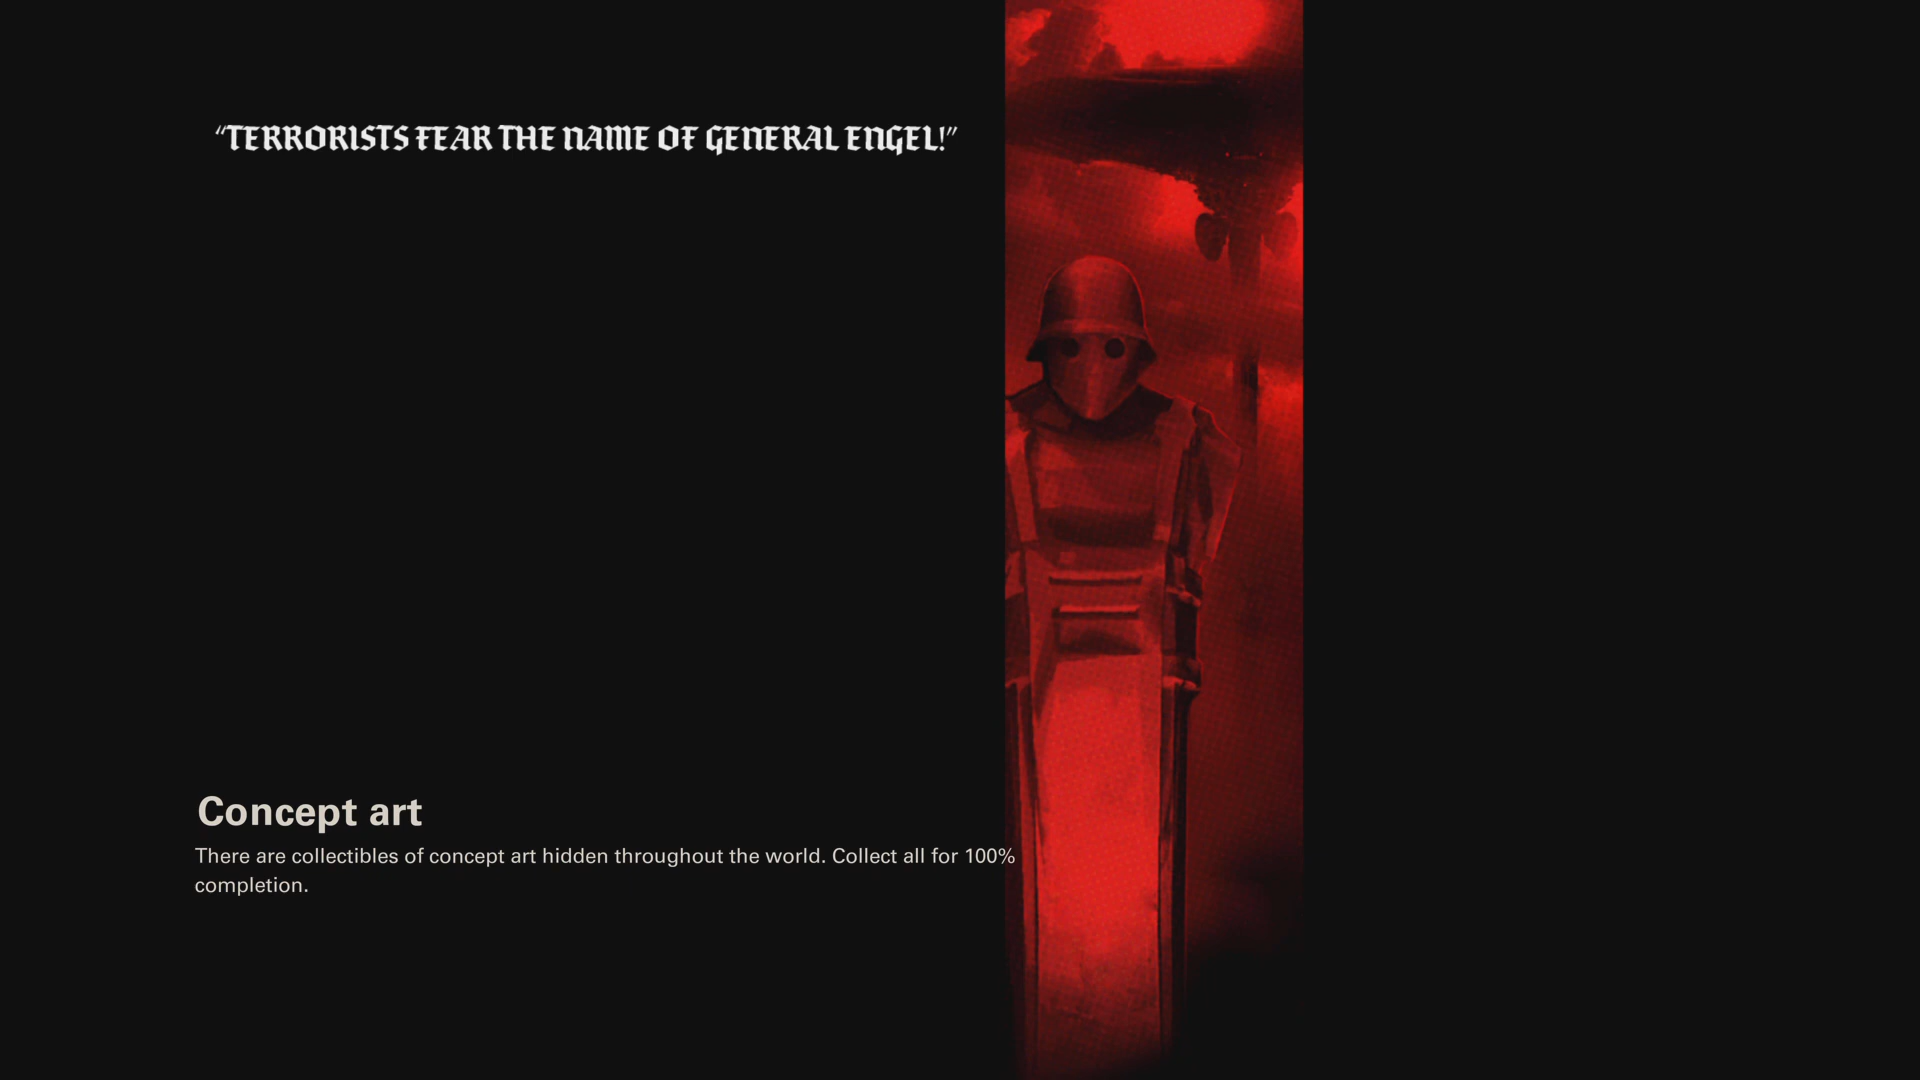 “TERRORISTS FEAR THE NAME OF GENERAL ENGEL!”
Concept art
There are collectibles of concept art hidden throughout the world. Collect all for 100%
completion.